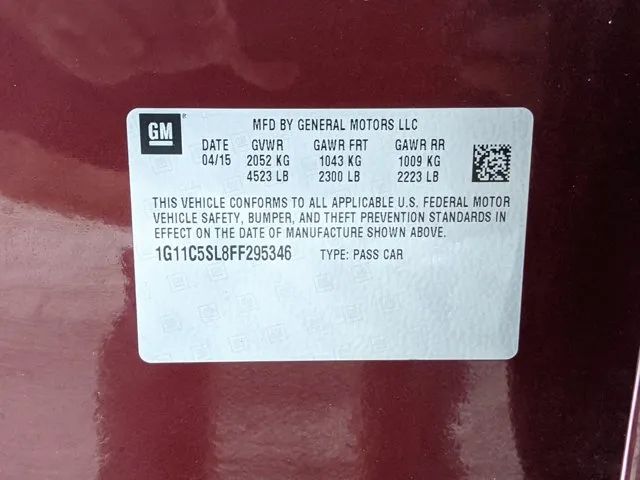 GM
MFD BY GENERAL MOTORS LLC
DATE GVWR GAWR FRT GAWR RR
04/15 2052 KG 1043 KG 1009 KG
4523 LB 2300 LB 2223 LB
THIS VEHICLE CONFORMS TO ALL APPLICABLE U.S. FEDERAL MOTOR
VEHICLE SAFETY, BUMPER, AND THEFT PREVENTION STANDARDS IN
EFFECT ON THE DATE OF MANUFACTURE SHOWN ABOVE.
1G11C5SL8FF295346 TYPE: PASS CAR